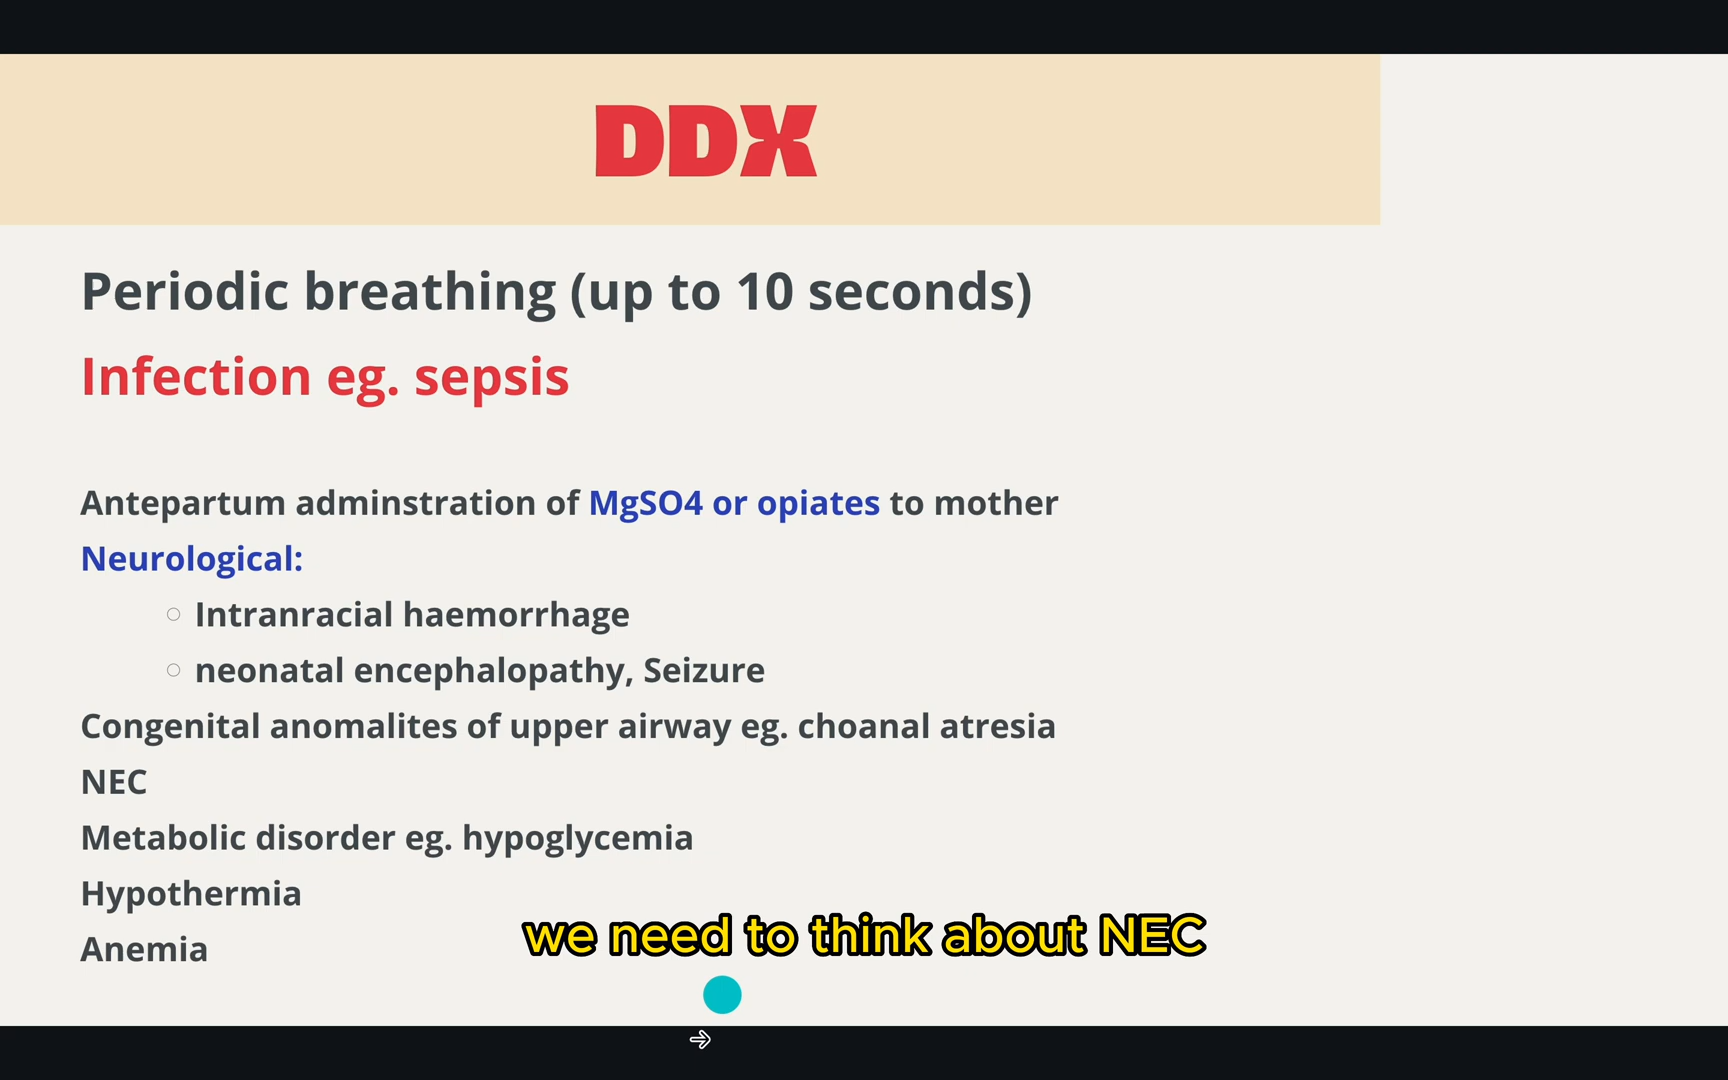 DDX
Periodic breathing (up to 10 seconds)
Infection eg. sepsis
Antepartum adminstration of MgSO4 or opiates to mother
Neurological:
Intranracial haemorrhage
neonatal encephalopathy, Seizure
Congenital anomalites of upper airway eg. choanal atresia
NEC
Metabolic disorder eg. hypoglycemia
Hypothermia
Anemia
we need to think about NEC